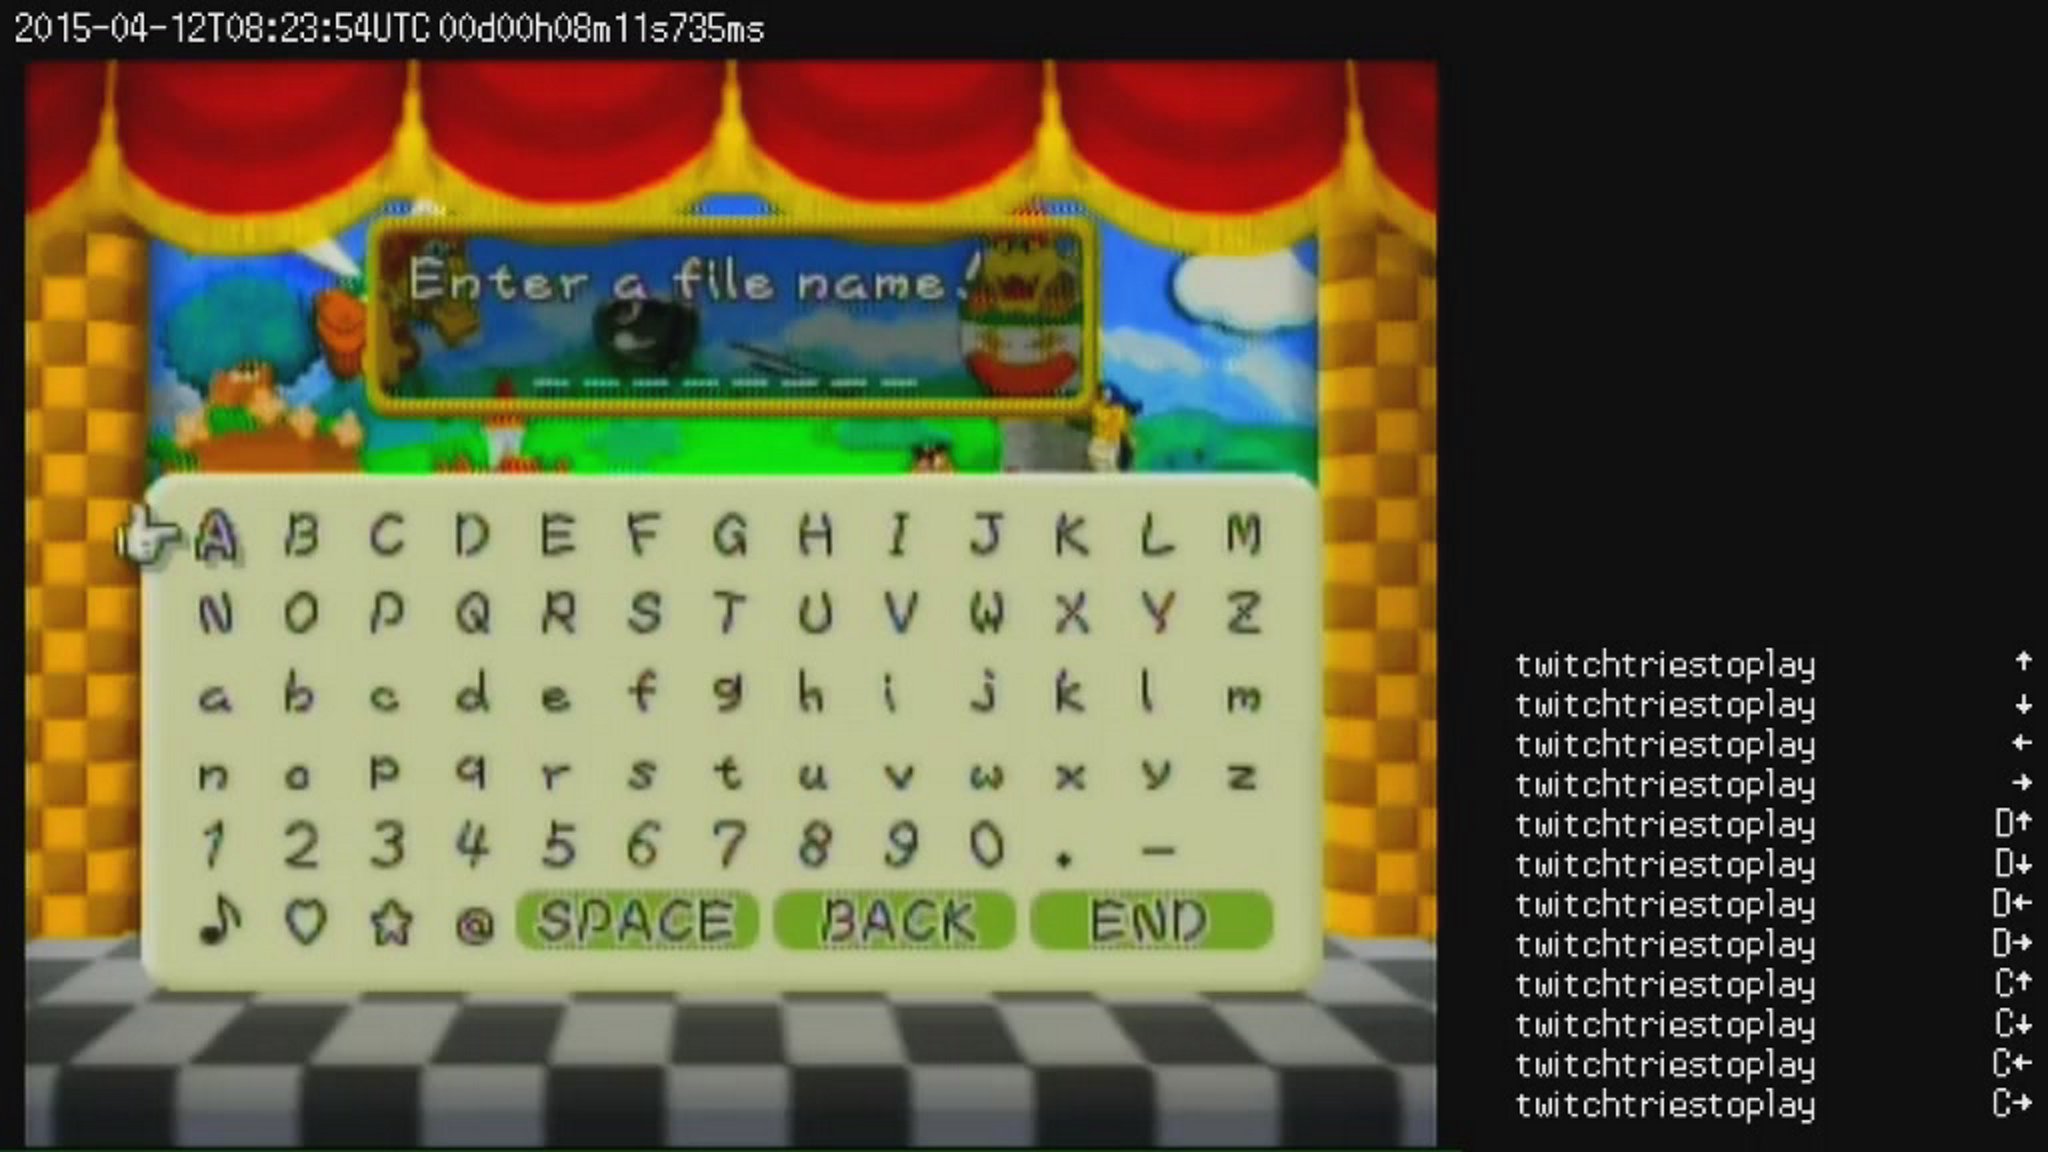 2015-04-12T08:23:54UTC 00d00h08m11s735ms
Enter a file name!
A B C D E F G H I J K L M
N O P Q R S T U V W X Y Z
a b c d e f g h i j k l m
n o p q r s t u v w x y z
1 2 3 4 5 6 7 8 9 0 . -
♪ ♡ ☆ @ SPACE BACK END
twitchtriestoplay ↑
twitchtriestoplay ↓
twitchtriestoplay ←
twitchtriestoplay →
twitchtriestoplay D↑
twitchtriestoplay D↓
twitchtriestoplay D←
twitchtriestoplay D→
twitchtriestoplay C↑
twitchtriestoplay C↓
twitchtriestoplay C←
twitchtriestoplay C→